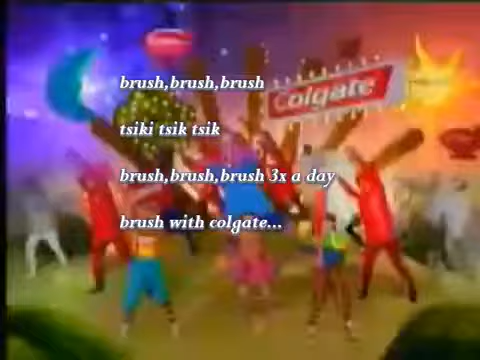 brush,brush,brush
Colgate
tsiki tsik tsik
brush,brush,brush 3x a day
brush with colgate...